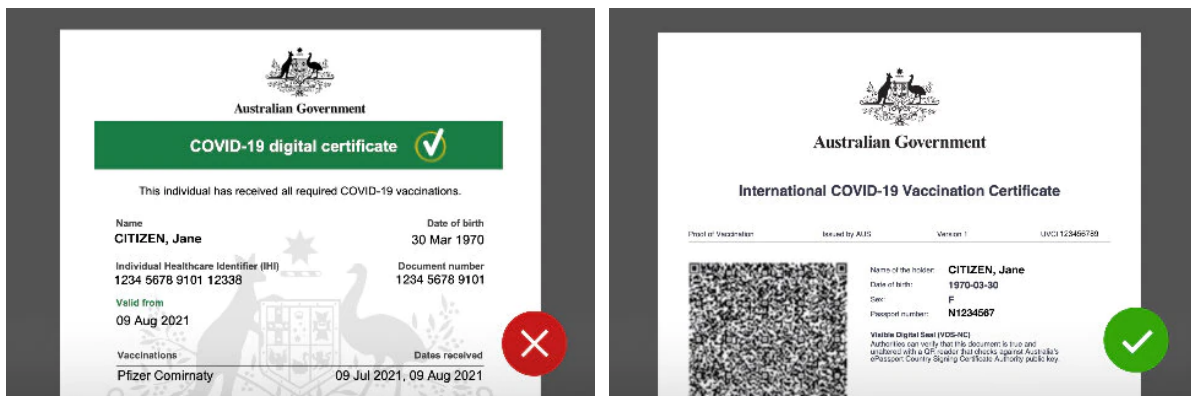 Australian Government
COVID-19 digital certificate
This individual has received all required COVID-19 vaccinations.
Name
Date of birth
CITIZEN, Jane
30 Mar 1970
Individual Healthcare Identifier (IHI)
Document number
1234 5678 9101 12338
1234 5678 9101
Valid from
09 Aug 2021
Vaccinations
Dates received
Pfizer Comirnaty
09 Jul 2021, 09 Aug 2021
Australian Government
International COVID-19 Vaccination Certificate
Proof of Vaccination
Issued by AUS
Version 1
UVCI 123456789
Name of the holder: CITIZEN, Jane
Date of birth: 1970-03-30
Sex: F
Passport number: N1234567
Visible Digital Seal (VDS-NC)
Authorities can verify that this document is true and
unaltered with a QR reader that checks against Australia's
ePassport Country Signing Certificate Authority public key.